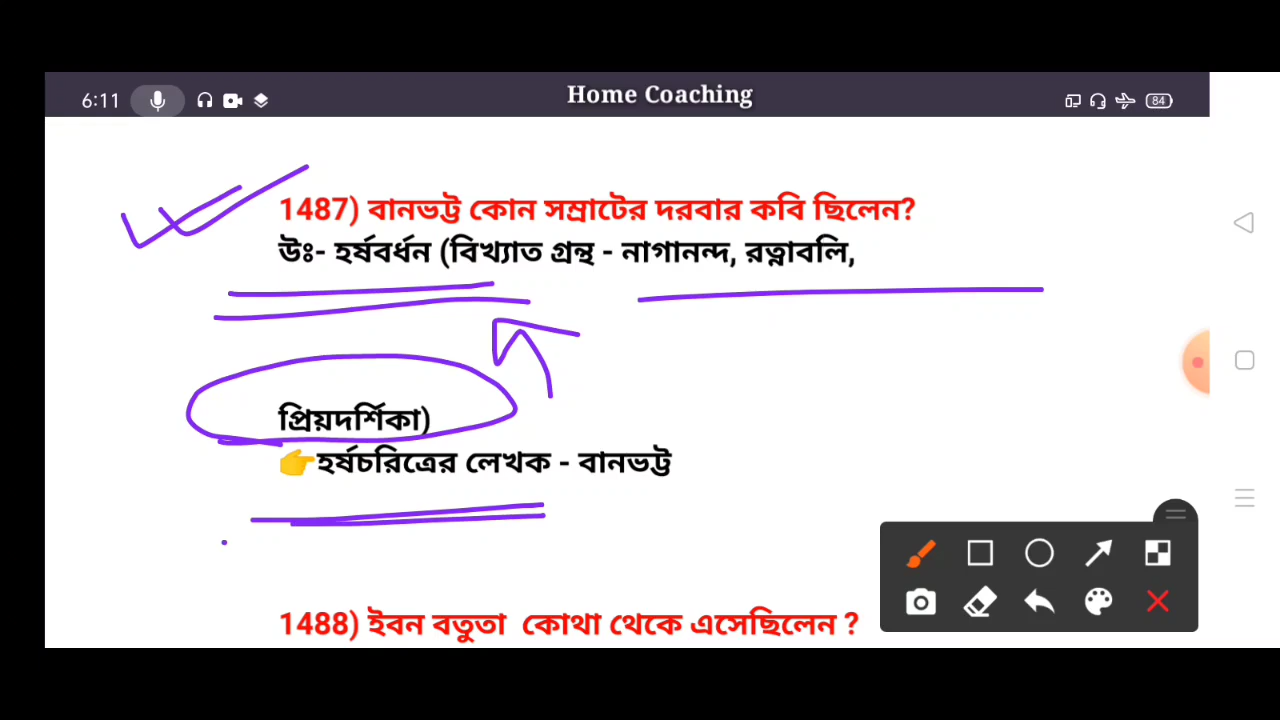 6:11
Home Coaching
84
1487) বানভট্ট কোন সম্রাটের দরবার কবি ছিলেন?
উঃ- হর্ষবর্ধন (বিখ্যাত গ্রন্থ - নাগানন্দ, রত্নাবলি,
প্রিয়দর্শিকা)
👉হর্ষচরিত্রের লেখক - বানভট্ট
1488) ইবন বতুতা কোথা থেকে এসেছিলেন ?